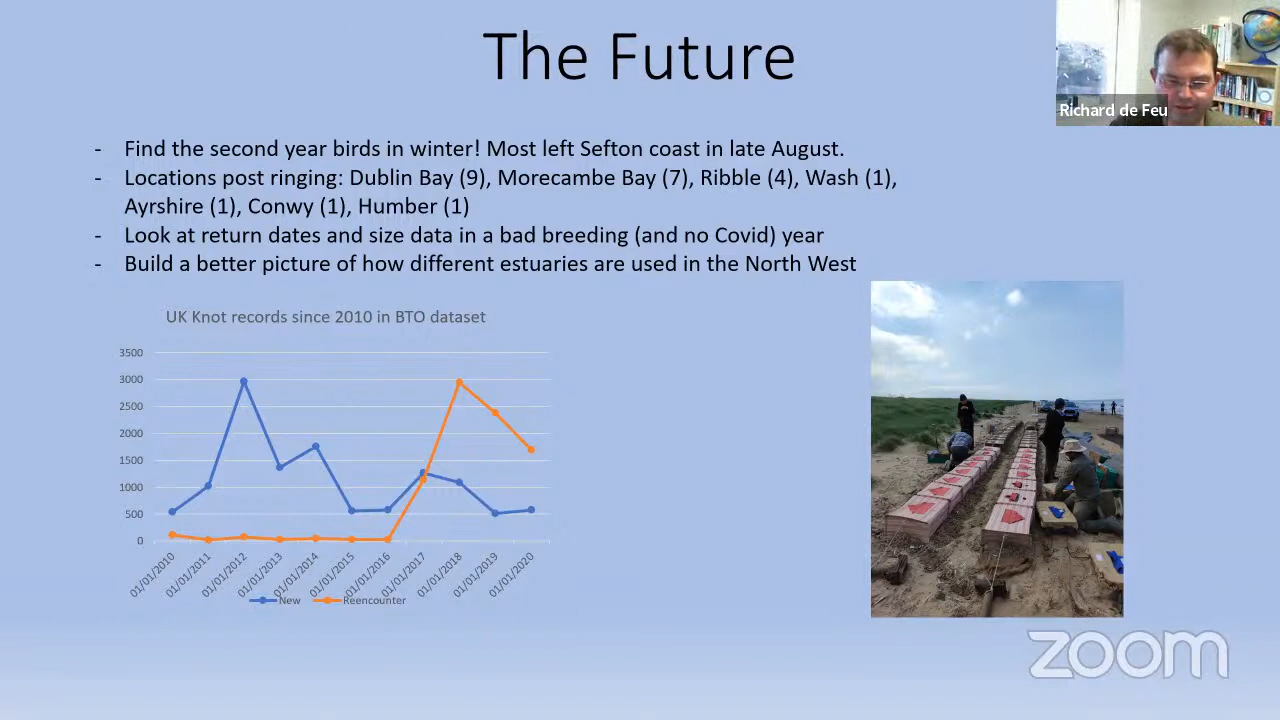 The Future
Richard de Feu
- Find the second year birds in winter! Most left Sefton coast in late August.
- Locations post ringing: Dublin Bay (9), Morecambe Bay (7), Ribble (4), Wash (1),
Ayrshire (1), Conwy (1), Humber (1)
- Look at return dates and size data in a bad breeding (and no Covid) year
- Build a better picture of how different estuaries are used in the North West
UK Knot records since 2010 in BTO dataset
3500
3000
2500
2000
1500
1000
500
0
01/01/2010
01/01/2011
01/01/2012
01/01/2013
01/01/2014
01/01/2015
01/01/2016
01/01/2017
01/01/2018
01/01/2019
01/01/2020
New
Reencounter
zoom